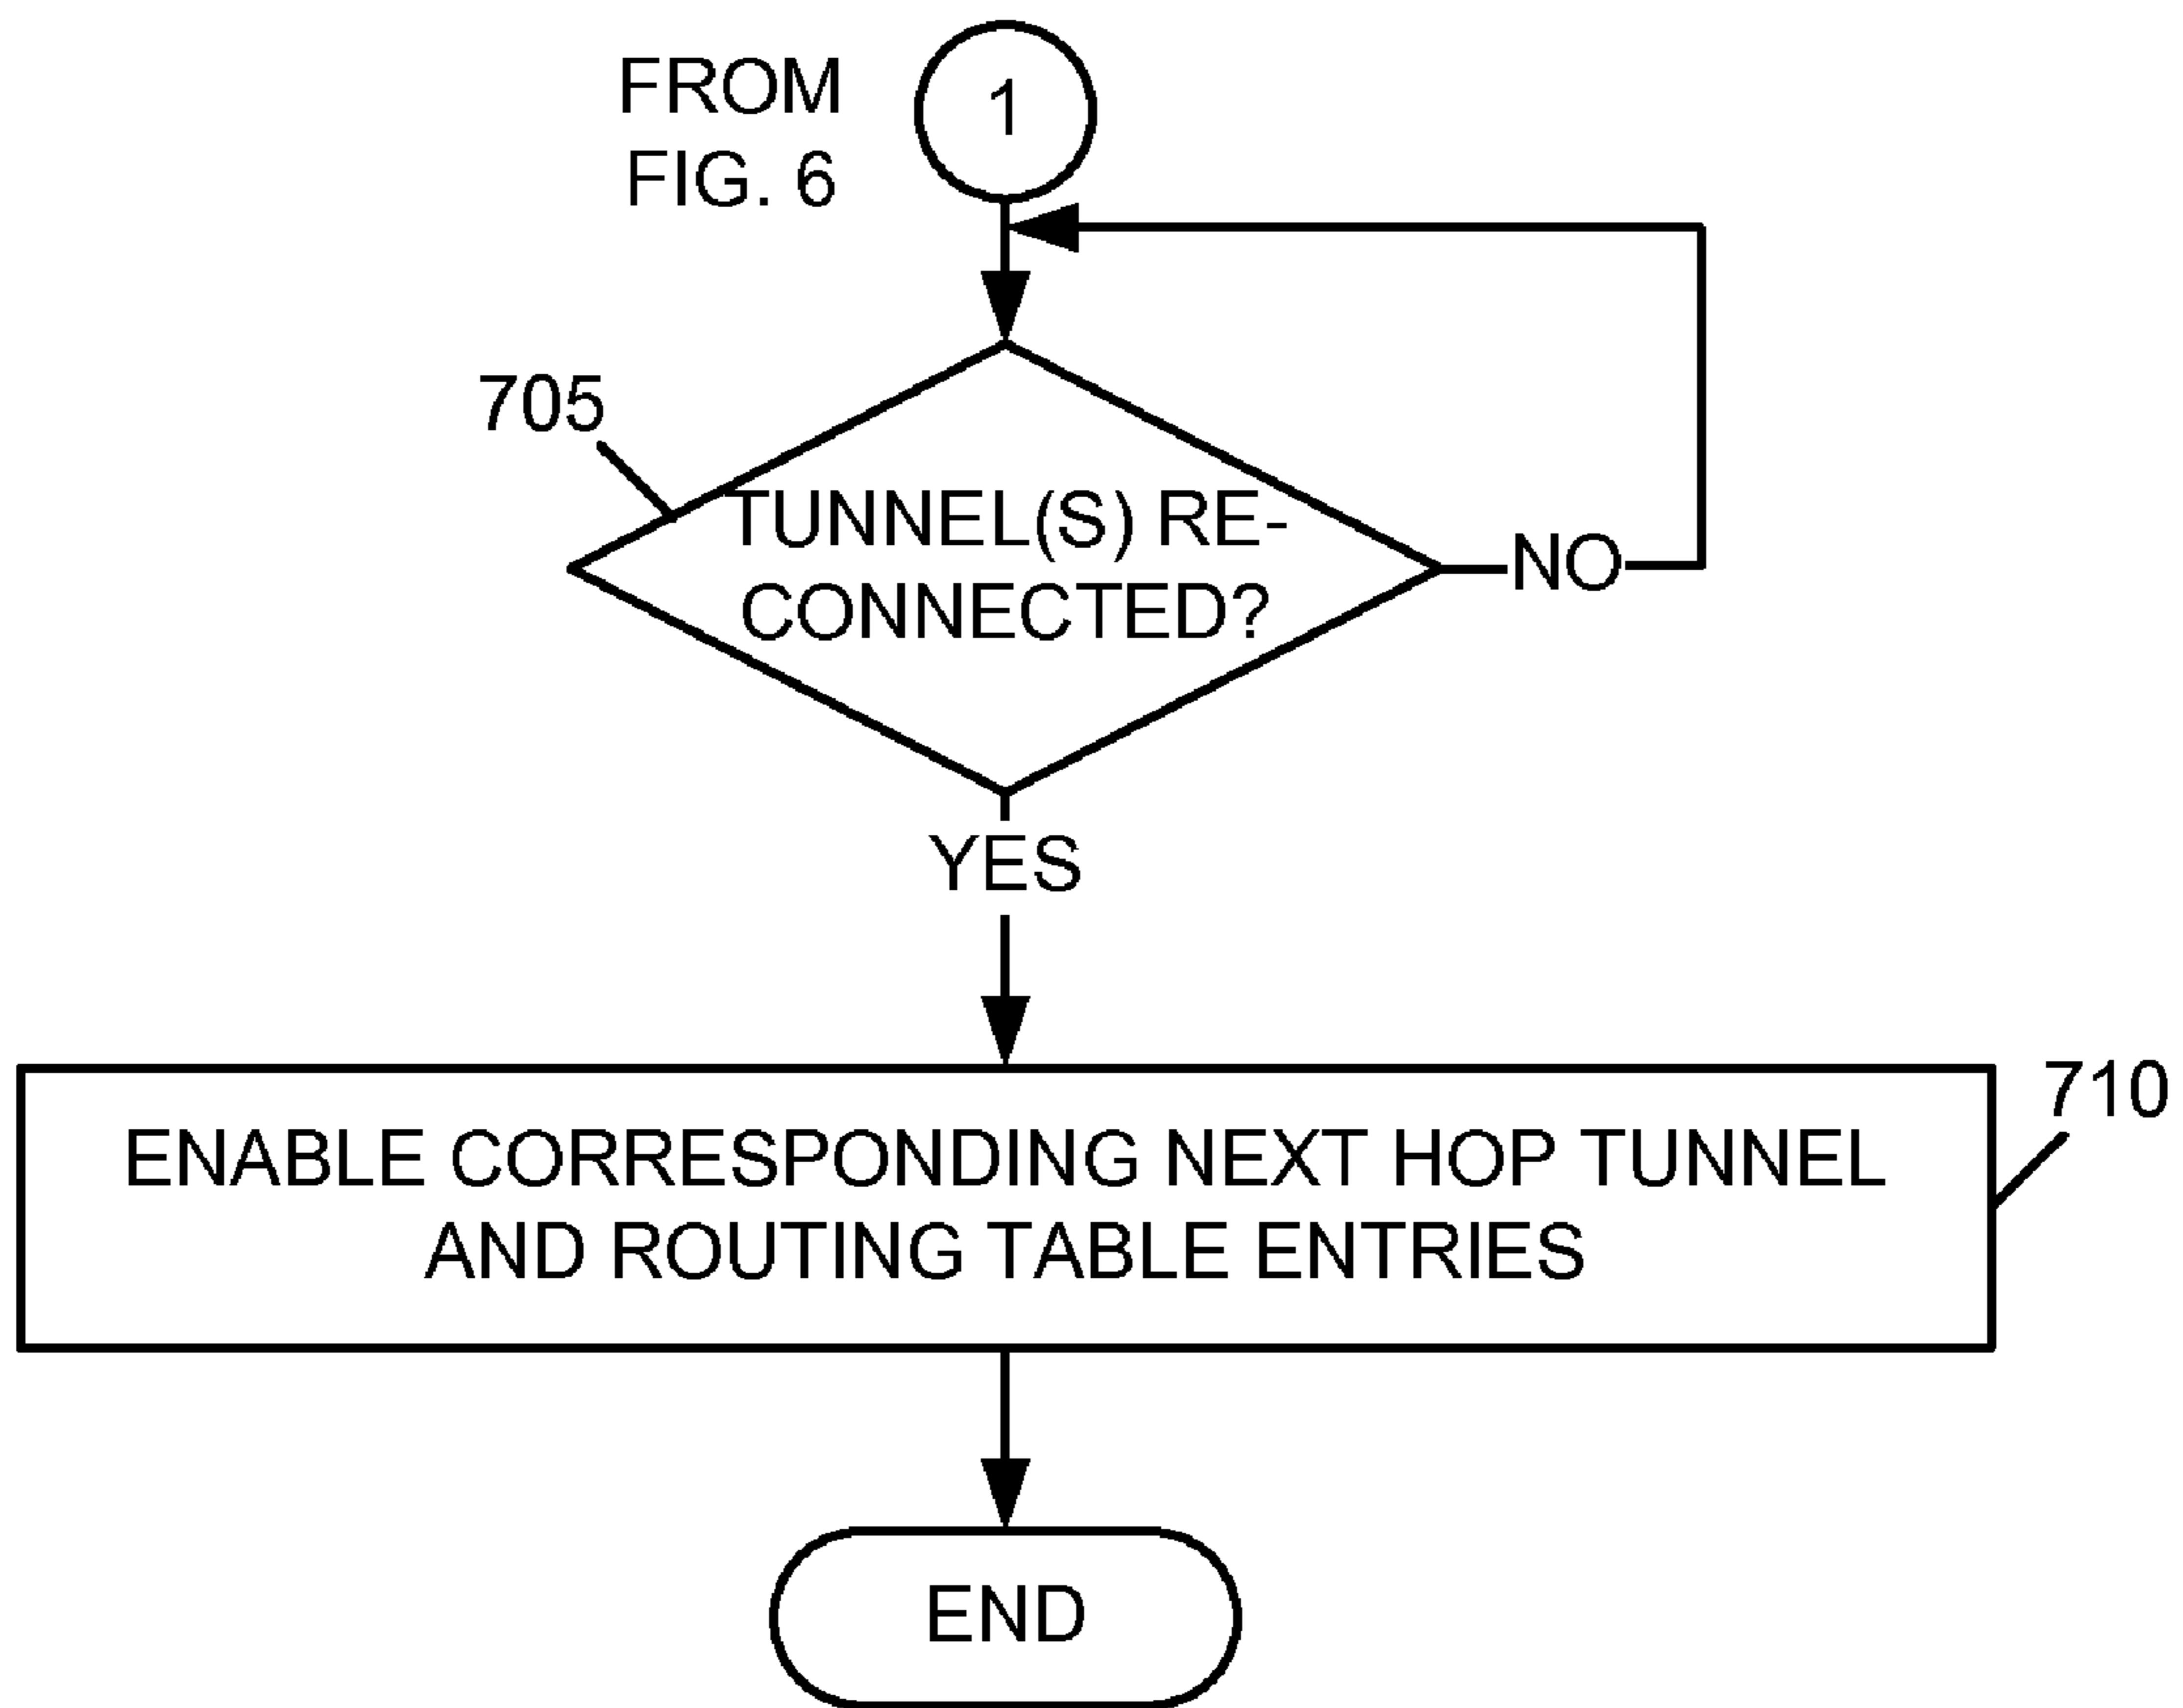 FROM
FIG. 6
1
705
TUNNEL(S) RE-
CONNECTED?
NO
YES
710
ENABLE CORRESPONDING NEXT HOP TUNNEL
AND ROUTING TABLE ENTRIES
END